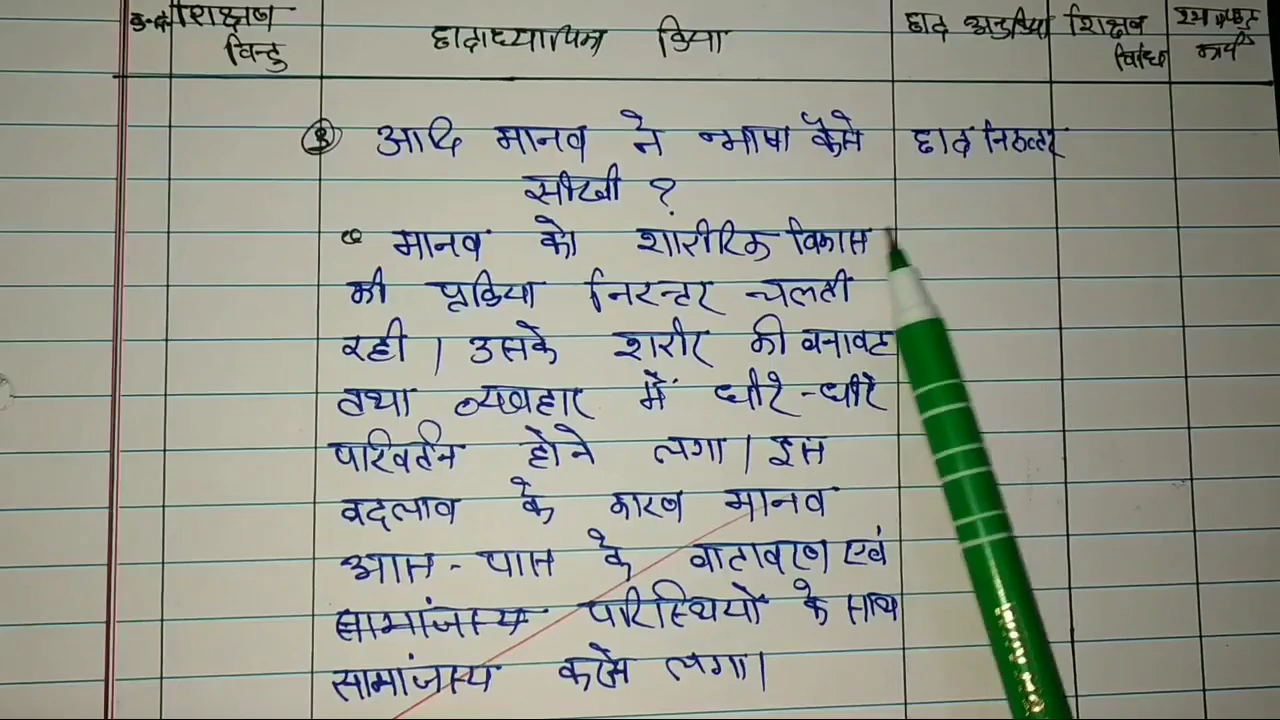 क्र.सं. शिक्षण बिन्दु छात्राध्यापिका क्रिया छात्र अनुक्रिया शिक्षण विधि श्यामपट्ट कार्य
③ आदि मानव ने भाषा कैसे छात्र निरुत्तर
सीखी ?
मानव को शारीरिक विकास
की प्रक्रिया निरन्तर चलती
रही । उसके शरीर की बनावट
तथा व्यवहार में धीरे-धीरे
परिवर्तन होने लगा । इस
बदलाव के कारण मानव
आस-पास के वातावरण एवं
सामांजस्य परिस्थियों के साथ
सामांजस्य करने लगा।